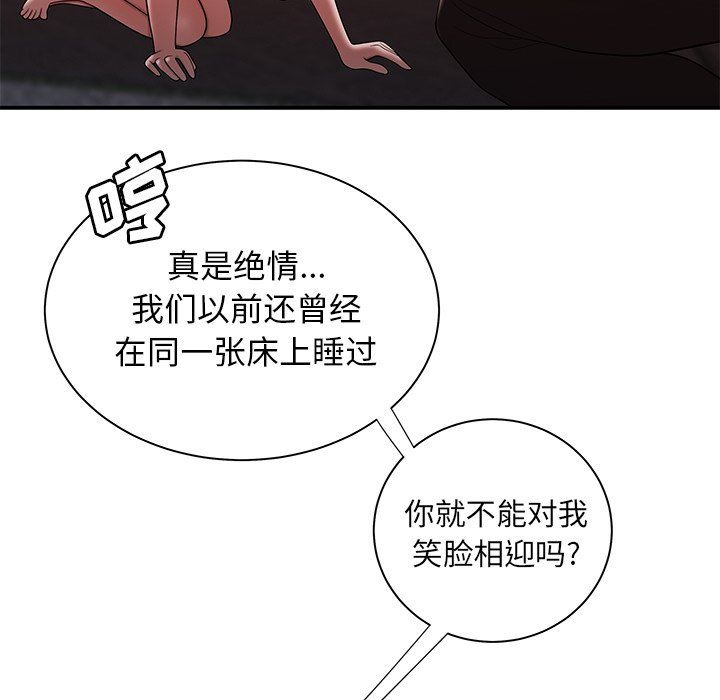 哼
真是绝情...
我们以前还曾经
在同一张床上睡过
你就不能对我
笑脸相迎吗?